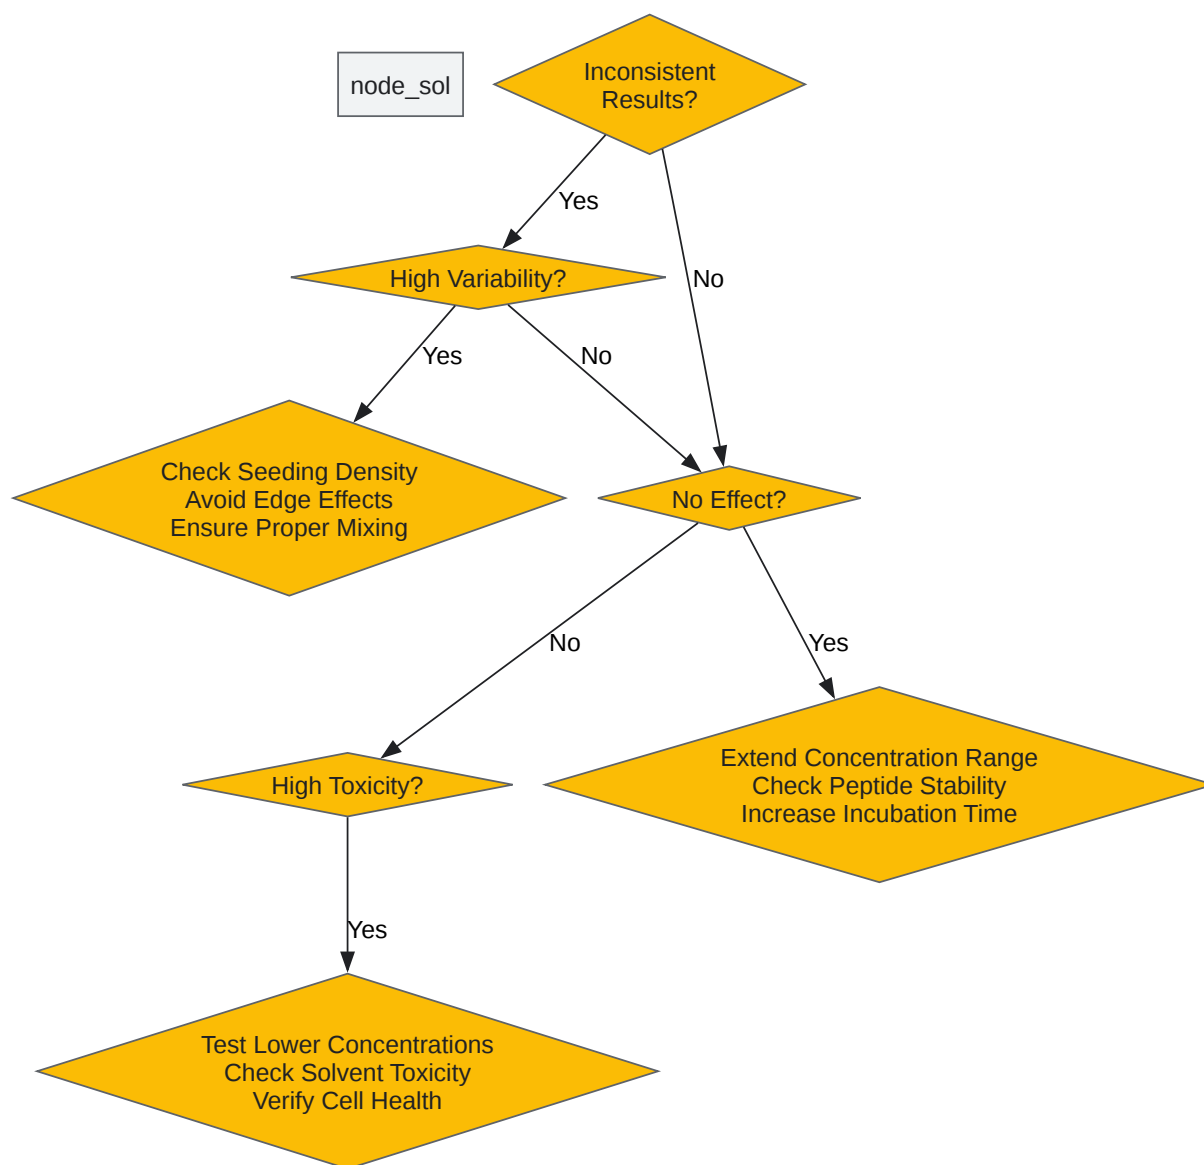 node_sol
Inconsistent
Results?
Yes
No
High Variability?
Yes
No
Check Seeding Density
Avoid Edge Effects
Ensure Proper Mixing
No Effect?
No
Yes
High Toxicity?
Extend Concentration Range
Check Peptide Stability
Increase Incubation Time
Yes
Test Lower Concentrations
Check Solvent Toxicity
Verify Cell Health